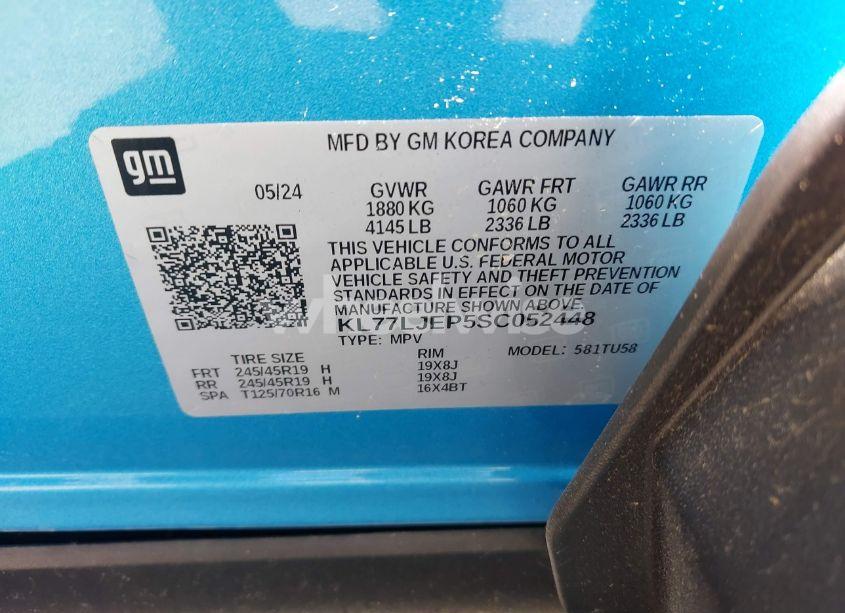 gm
MFD BY GM KOREA COMPANY
05/24 GVWR GAWR FRT GAWR RR
1880 KG 1060 KG 1060 KG
4145 LB 2336 LB 2336 LB
THIS VEHICLE CONFORMS TO ALL
APPLICABLE U.S. FEDERAL MOTOR
VEHICLE SAFETY AND THEFT PREVENTION
STANDARDS IN EFFECT ON THE DATE OF
MANUFACTURE SHOWN ABOVE.
KL77LJEP5SC052448
TYPE: MPV MODEL: 581TU58
TIRE SIZE RIM
FRT 245/45R19 H 19X8J
RR 245/45R19 H 19X8J
SPA T125/70R16 M 16X4BT